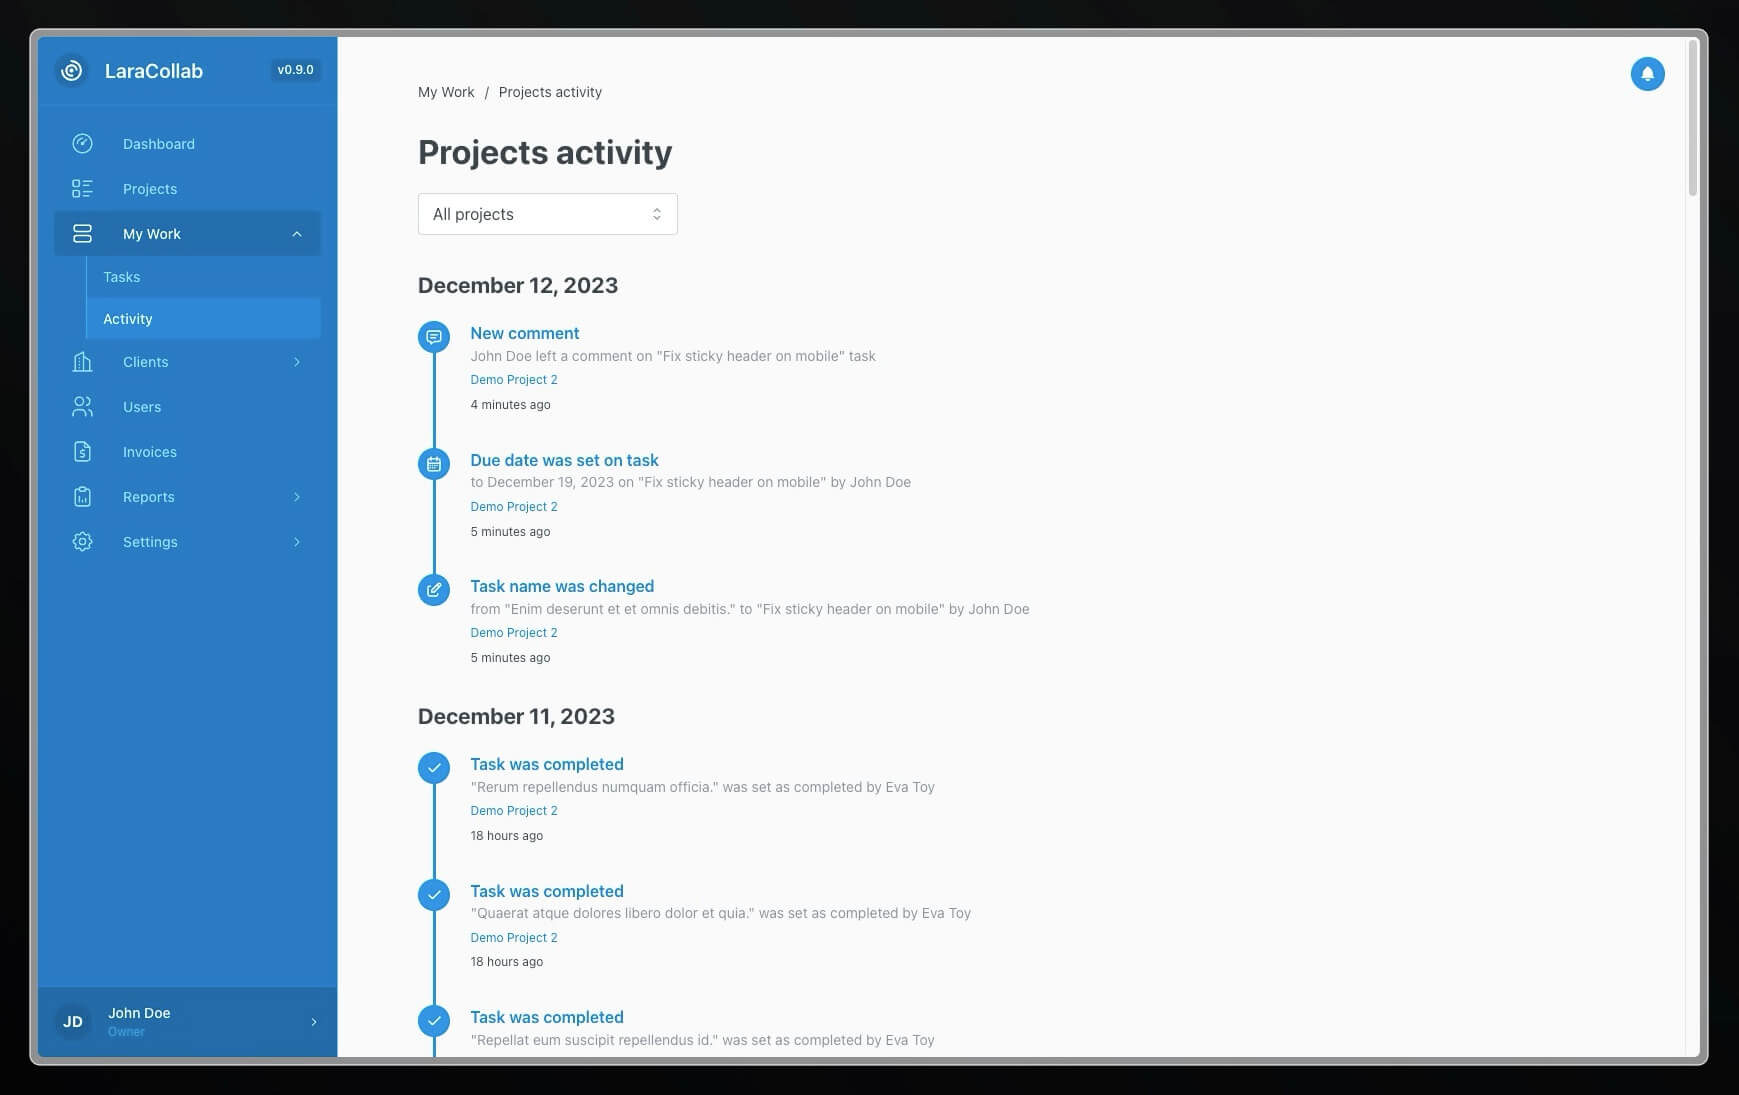 LaraCollab
v0.9.0
Dashboard
Projects
My Work
Tasks
Activity
Clients
Users
Invoices
Reports
Settings
JD
John Doe
Owner
My Work / Projects activity
Projects activity
All projects
December 12, 2023
New comment
John Doe left a comment on "Fix sticky header on mobile" task
Demo Project 2
4 minutes ago
Due date was set on task
to December 19, 2023 on "Fix sticky header on mobile" by John Doe
Demo Project 2
5 minutes ago
Task name was changed
from "Enim deserunt et et omnis debitis." to "Fix sticky header on mobile" by John Doe
Demo Project 2
5 minutes ago
December 11, 2023
Task was completed
"Rerum repellendus numquam officia." was set as completed by Eva Toy
Demo Project 2
18 hours ago
Task was completed
"Quaerat atque dolores libero dolor et quia." was set as completed by Eva Toy
Demo Project 2
18 hours ago
Task was completed
"Repellat eum suscipit repellendus id." was set as completed by Eva Toy